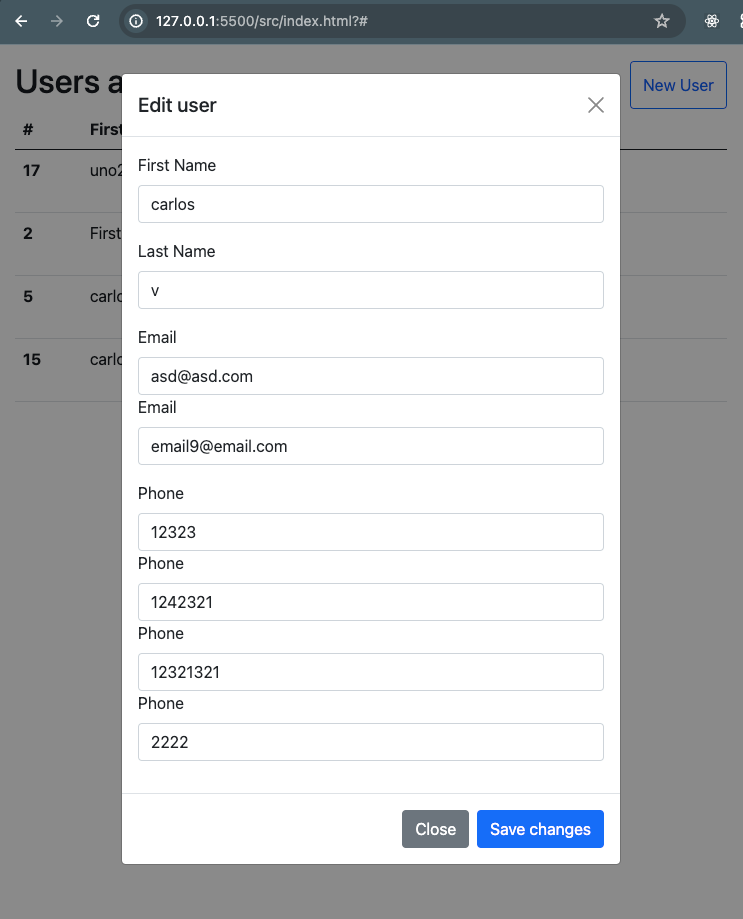 127.0.0.1:5500/src/index.html?#
Users a
New User
# First
17 uno2
2 First
5 carlo
15 carlo
Edit user
First Name
carlos
Last Name
v
Email
asd@asd.com
Email
email9@email.com
Phone
12323
Phone
1242321
Phone
12321321
Phone
2222
Close Save changes